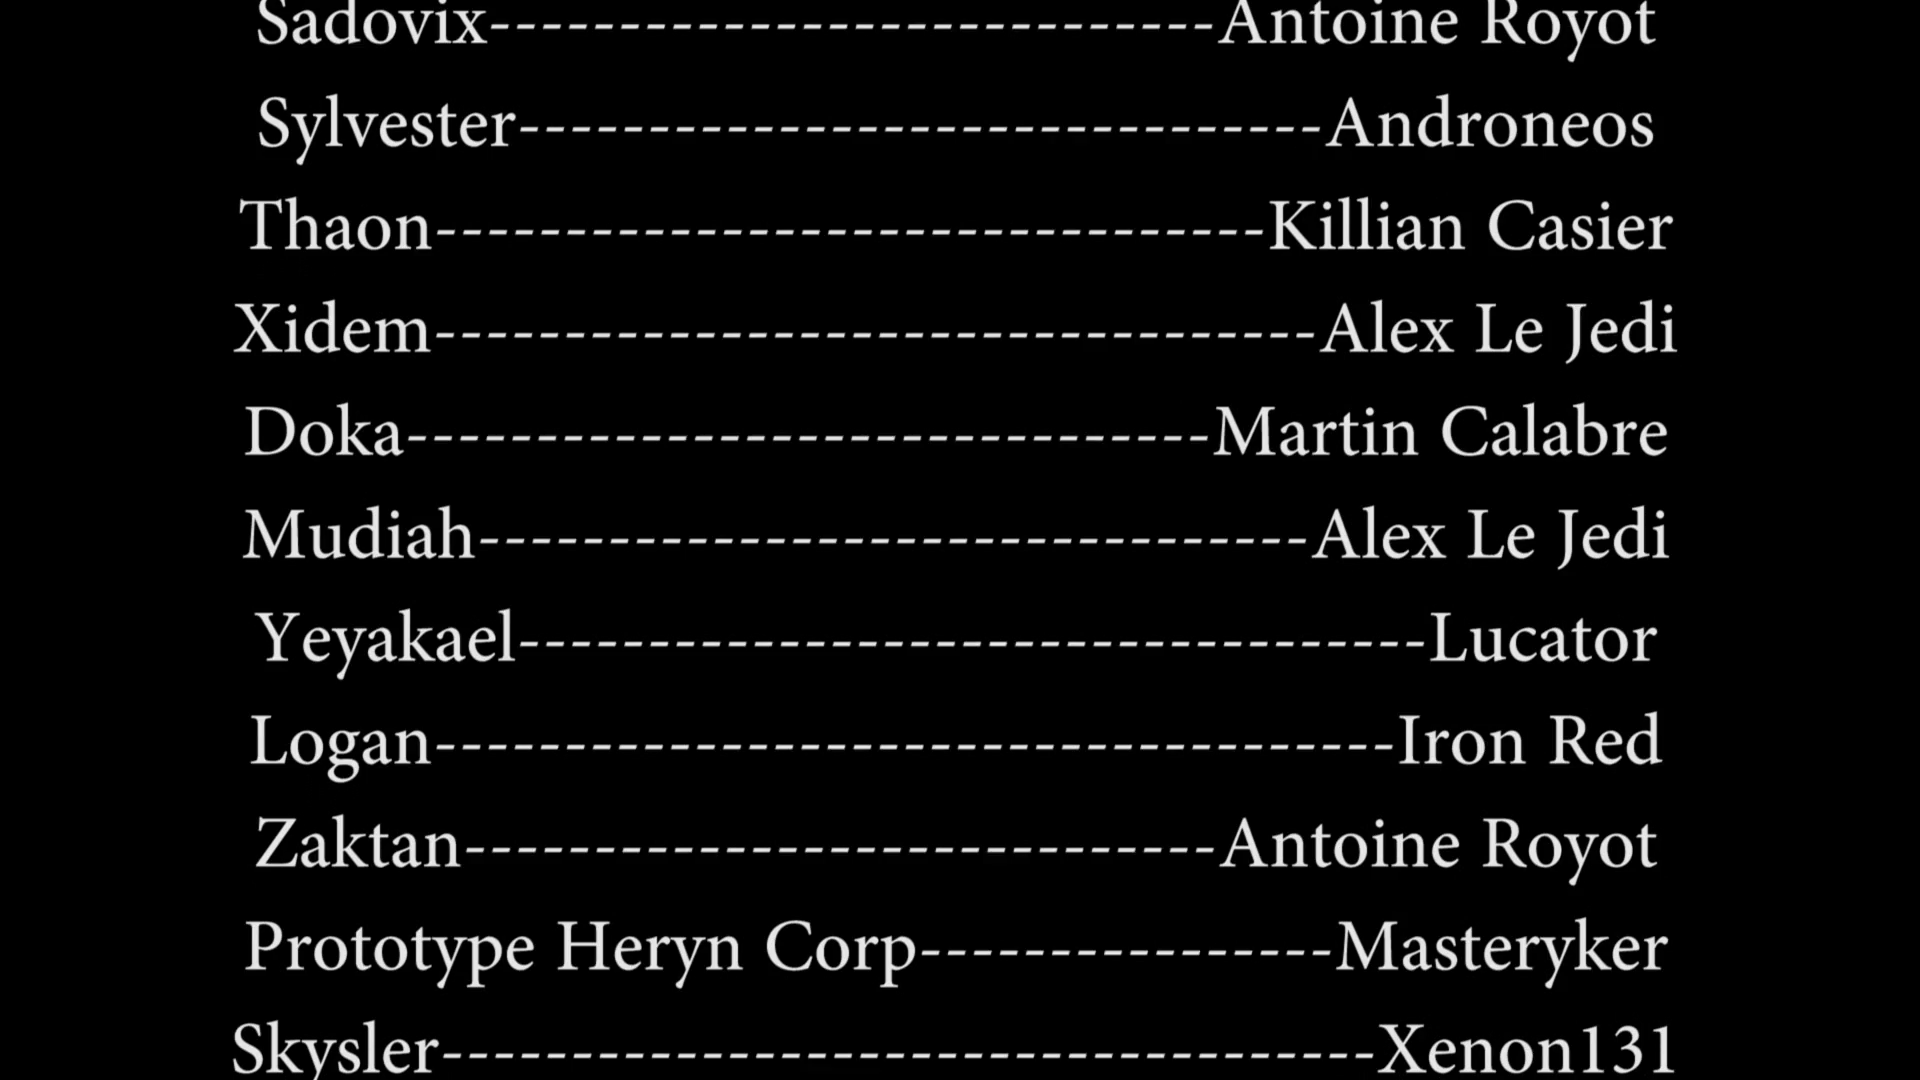 Sadovix----------------------------Antoine Royot
Sylvester-------------------------------Androneos
Thaon--------------------------------Killian Casier
Xidem----------------------------------Alex Le Jedi
Doka-------------------------------Martin Calabre
Mudiah--------------------------------Alex Le Jedi
Yeyakael-----------------------------------Lucator
Logan-------------------------------------Iron Red
Zaktan-----------------------------Antoine Royot
Prototype Heryn Corp----------------Masteryker
Skysler------------------------------------Xenon131